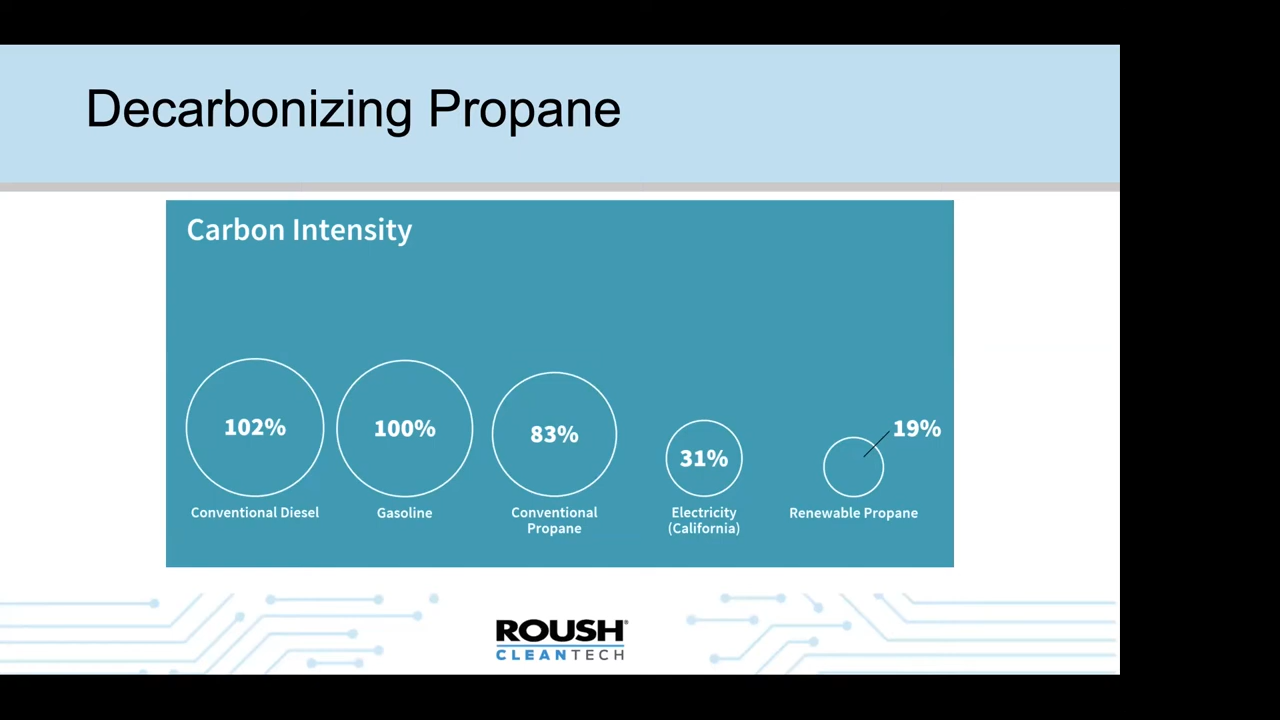 Decarbonizing Propane
Carbon Intensity
102%
100%
83%
31%
19%
Conventional Diesel
Gasoline
Conventional
Propane
Electricity
(California)
Renewable Propane
ROUSH®
CLEANTECH